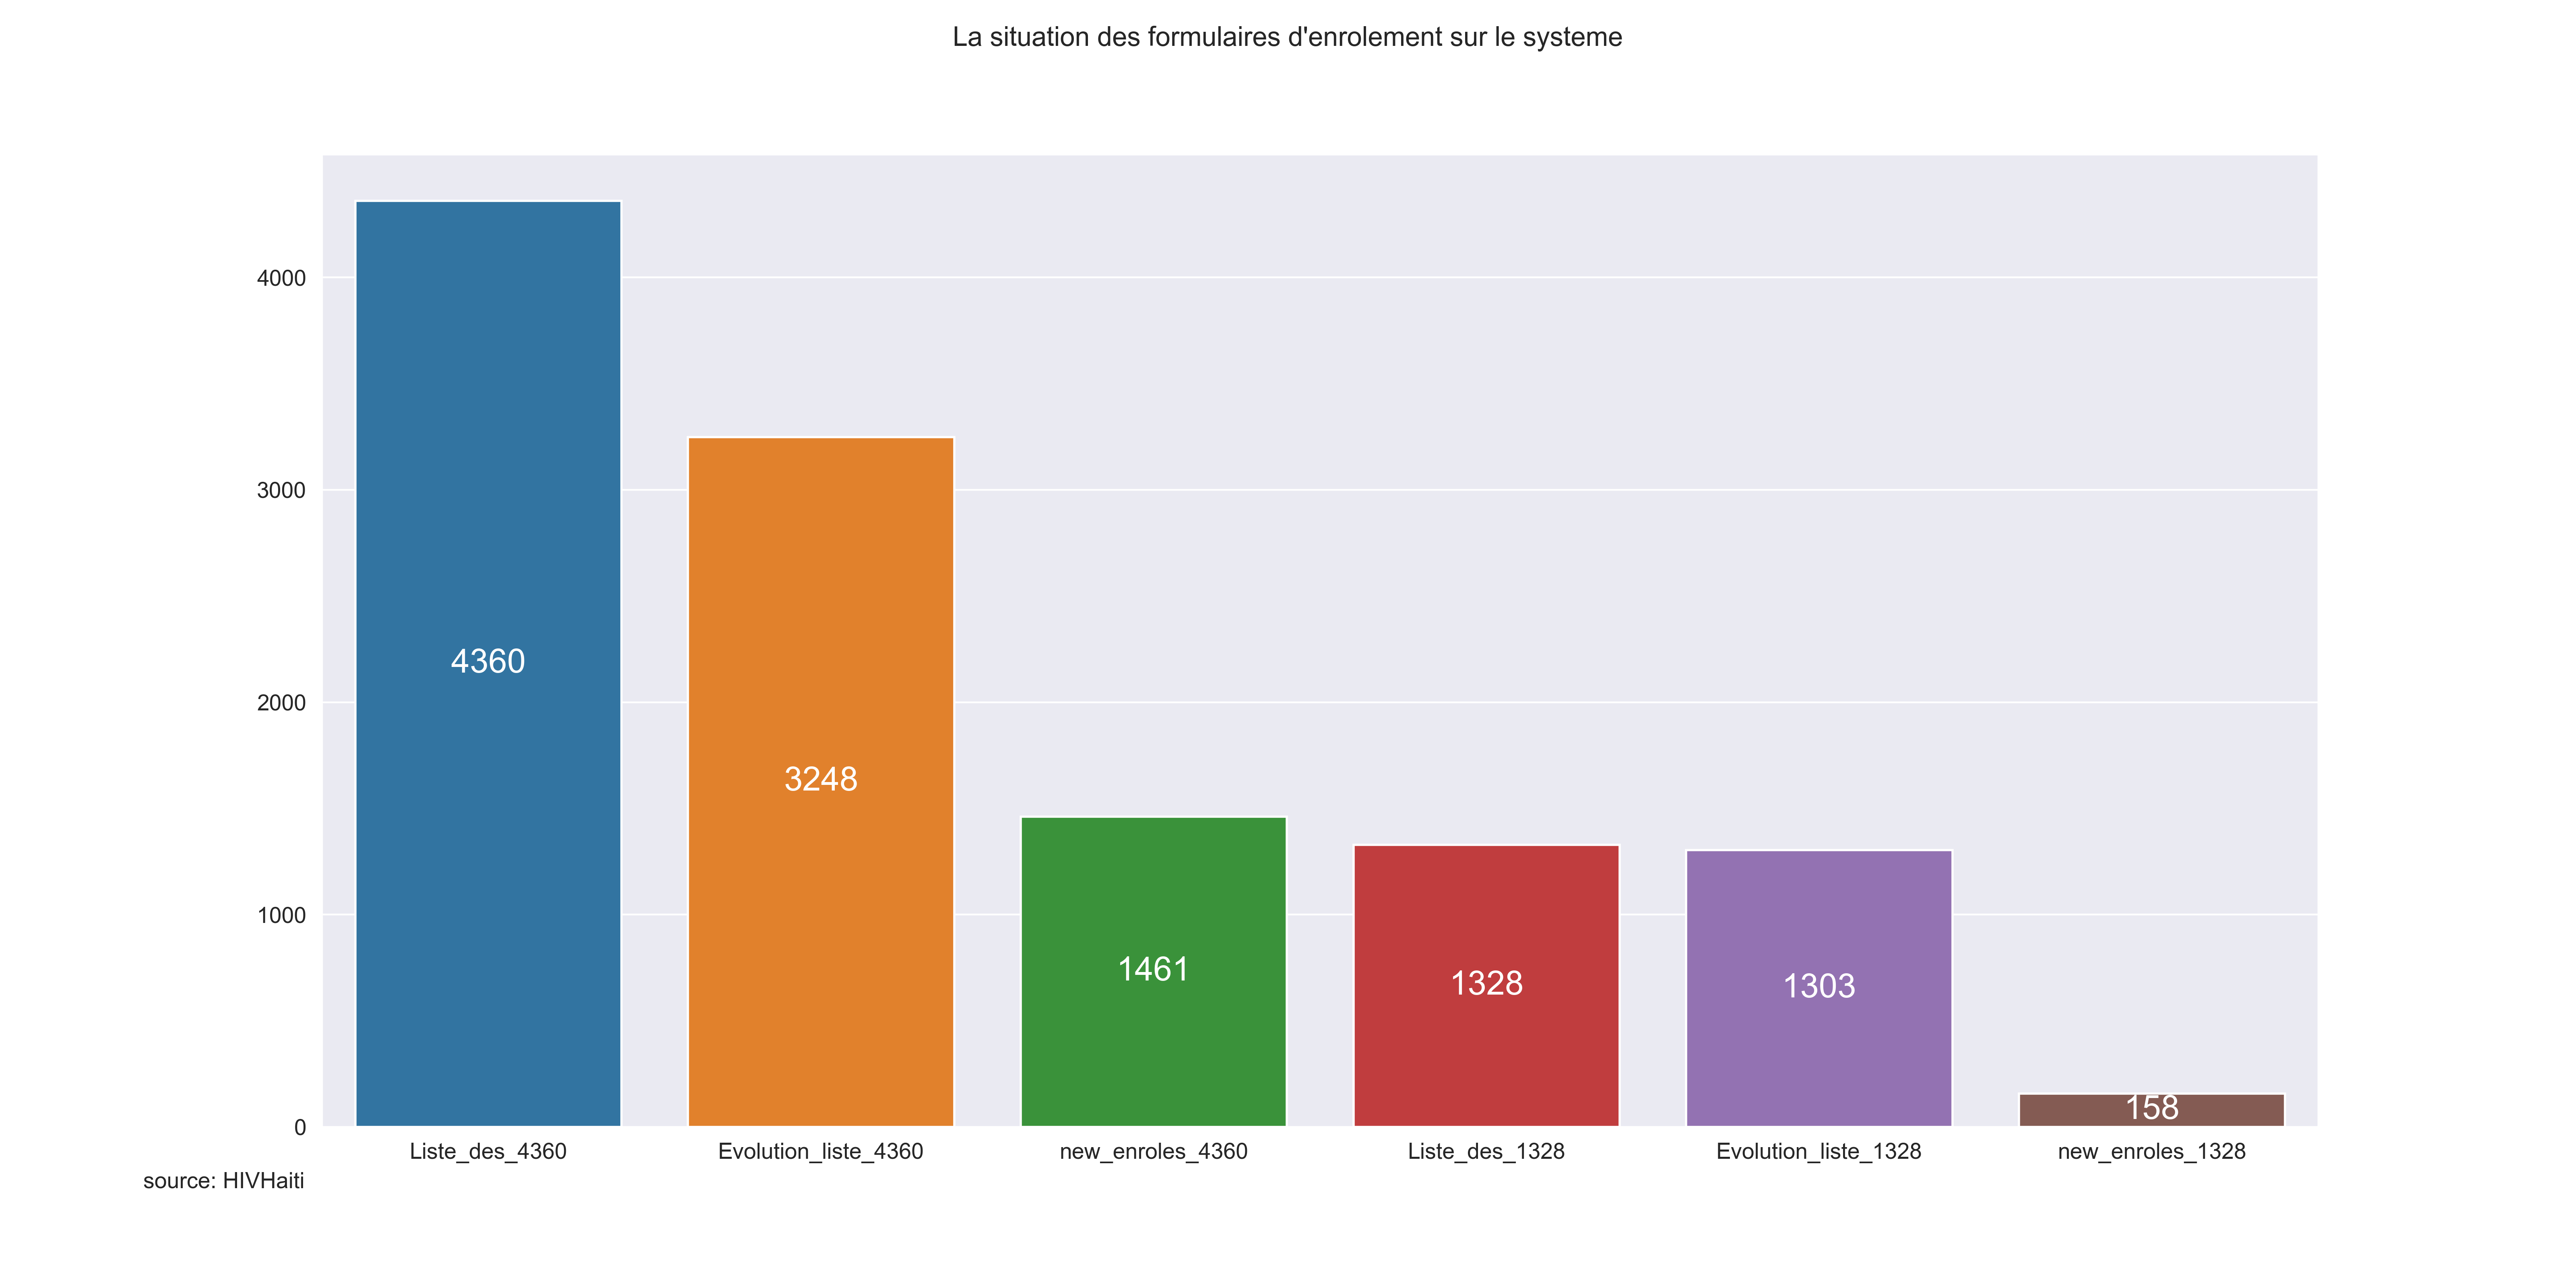 La situation des formulaires d'enrolement sur le systeme
4000
3000
2000
1000
0
4360
3248
1461
1328
1303
158
Liste_des_4360
Evolution_liste_4360
new_enroles_4360
Liste_des_1328
Evolution_liste_1328
new_enroles_1328
source: HIVHaiti